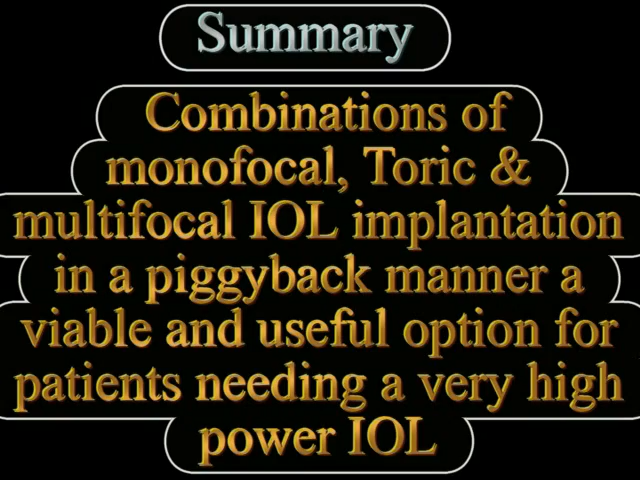 Summary
Combinations of
monofocal, Toric &
multifocal IOL implantation
in a piggyback manner a
viable and useful option for
patients needing a very high
power IOL